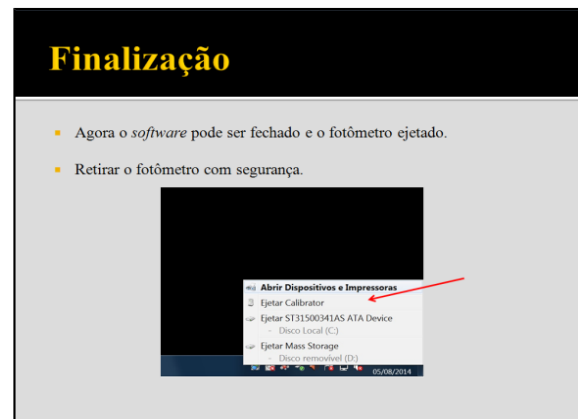 Finalização
Agora o software pode ser fechado e o fotômetro ejetado.
Retirar o fotômetro com segurança.
Abrir Dispositivos e Impressoras
Ejetar Calibrator
Ejetar ST31500341AS ATA Device
- Disco Local (C:)
Ejetar Mass Storage
- Disco removível (D:)
05/08/2014